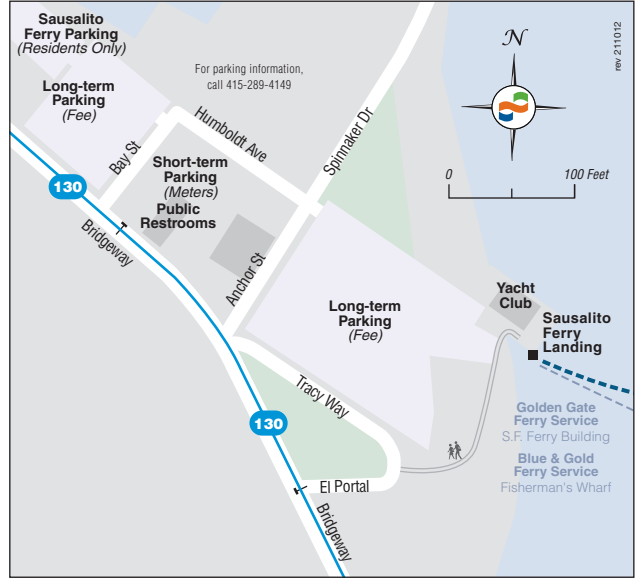 Sausalito
Ferry Parking
(Residents Only)
Long-term
Parking
(Fee)
For parking information,
call 415-289-4149
N
rev 211012
Humboldt Ave
Spinnaker Dr
Bay St
0 100 Feet
130
Short-term
Parking
(Meters)
Public
Restrooms
Bridgeway
Anchor St
Long-term
Parking
(Fee)
Yacht
Club
Sausalito
Ferry
Landing
Tracy Way
130
Golden Gate
Ferry Service
S.F. Ferry Building
Blue & Gold
Ferry Service
Fisherman's Wharf
El Portal
Bridgeway